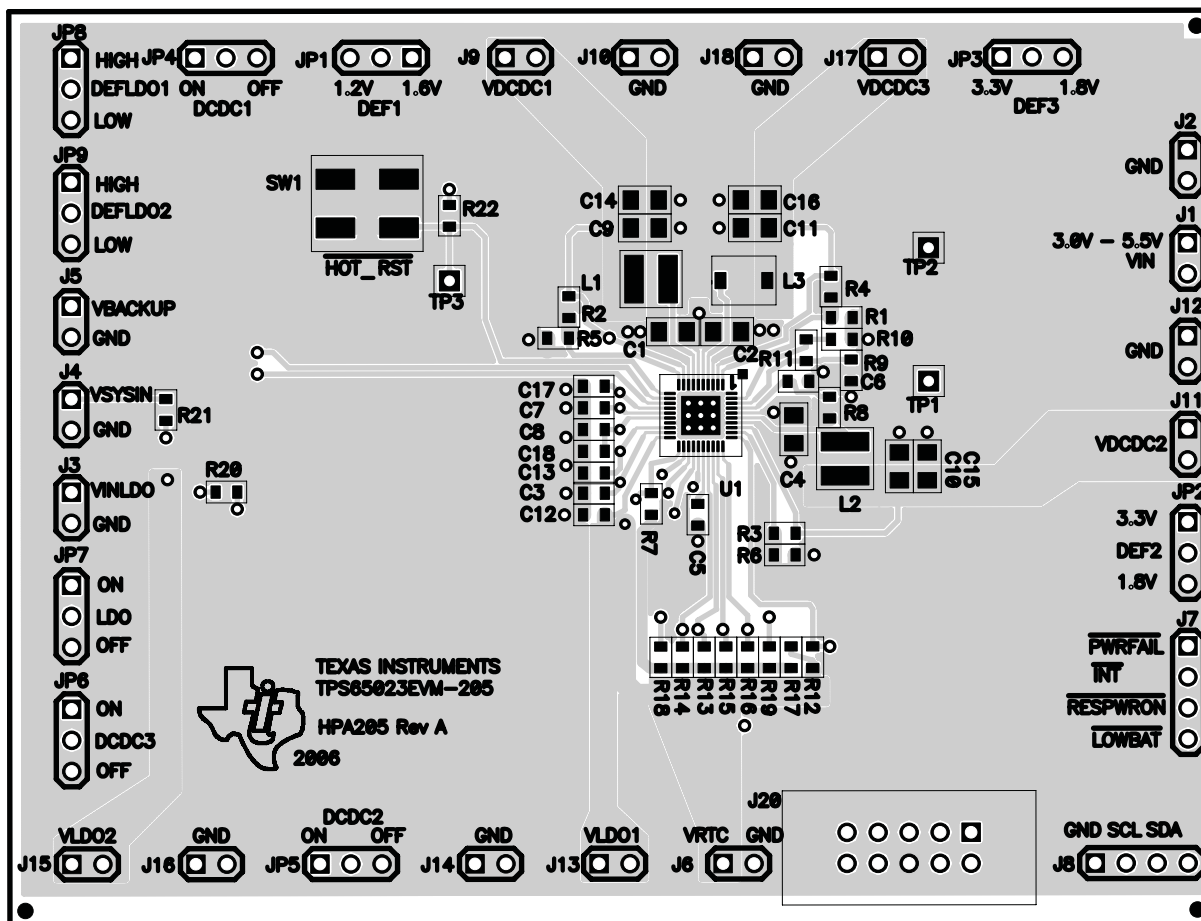 JP8
HIGH
DEFLDO1
LOW
JP4
ON OFF
DCDC1
JP1
1.2V 1.6V
DEF1
J9
VDCDC1
J10
GND
J18
GND
J17
VDCDC3
JP3
3.3V 1.8V
DEF3
JP9
HIGH
DEFLDO2
LOW
SW1
HOT_RST
R22
TP3
C14
C9
C16
C11
L1
L3
R2
R5
C1
C2
R4
R1
R10
R11
R9
C6
R8
TP2
TP1
J2
GND
J1
3.0V - 5.5V
VIN
J12
GND
J11
VDCDC2
J5
VBACKUP
GND
J4
VSYSIN
GND
R21
J3
VINLDO
GND
R20
C17
C7
C8
C18
C13
C3
C12
1
U1
R7
C5
C4
L2
C10
C15
R3
R6
JP2
3.3V
DEF2
1.8V
JP7
ON
LDO
OFF
JP6
ON
DCDC3
OFF
TEXAS INSTRUMENTS
TPS65023EVM-205
HPA205 Rev A
2006
R18
R14
R13
R15
R16
R19
R17
R12
J7
PWRFAIL
INT
RESPWRON
LOWBAT
J15
VLDO2
J16
GND
JP5
DCDC2
ON OFF
J14
GND
J13
VLDO1
J6
VRTC GND
J20
GND SCL SDA
J8